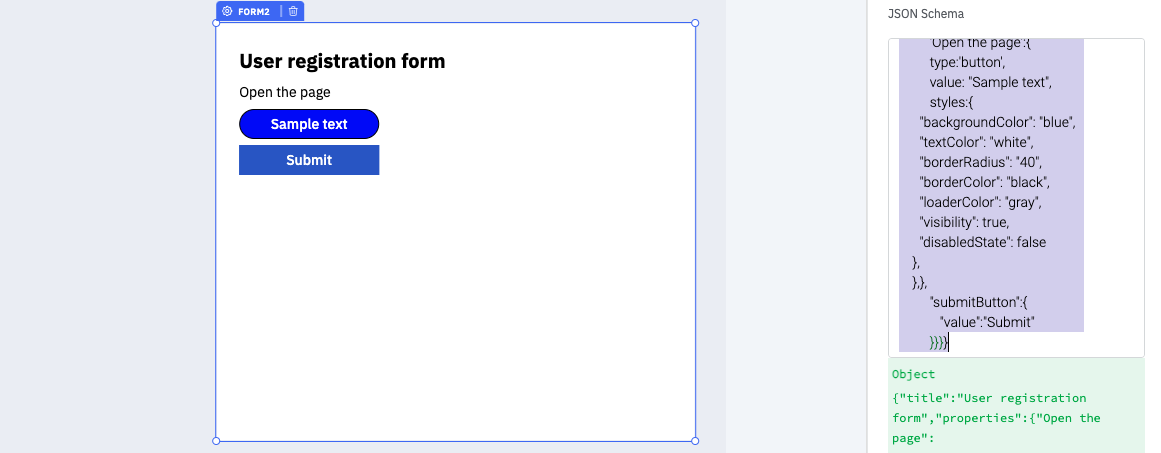 FORM2
User registration form
Open the page
Sample text
Submit
JSON Schema
'Open the page':{
type:'button',
value: "Sample text",
styles:{
"backgroundColor": "blue",
"textColor": "white",
"borderRadius": "40",
"borderColor": "black",
"loaderColor": "gray",
"visibility": true,
"disabledState": false
},
},},
"submitButton":{
"value":"Submit"
}}}}
Object
{"title":"User registration
form","properties":{"Open the
page":